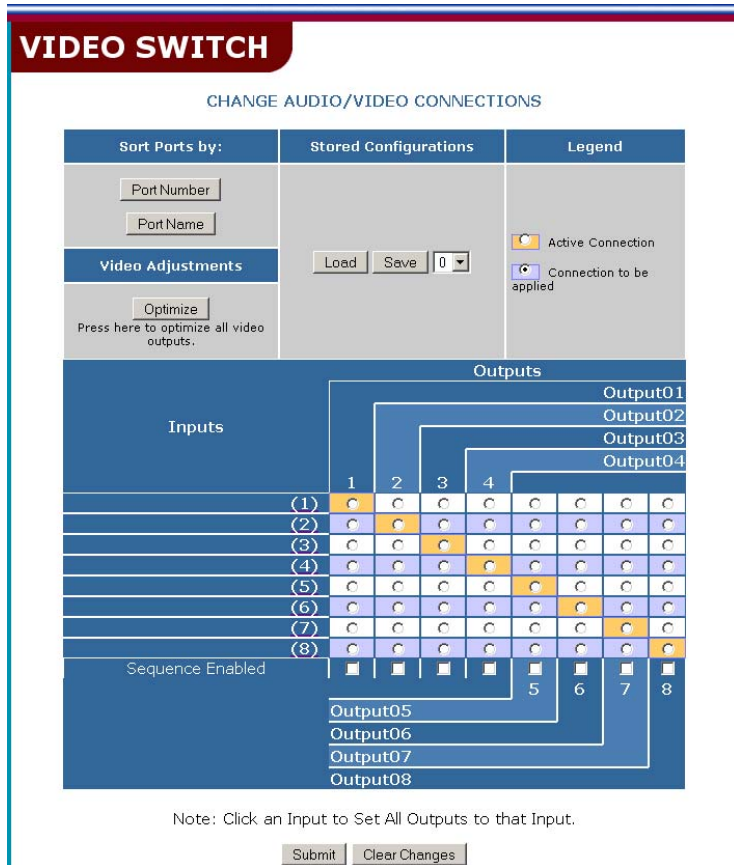 VIDEO SWITCH
CHANGE AUDIO/VIDEO CONNECTIONS
Sort Ports by:
Port Number
Port Name
Video Adjustments
Optimize
Press here to optimize all video
outputs.
Stored Configurations
Load Save 0
Legend
Active Connection
Connection to be
applied
Outputs
Output01
Output02
Output03
Output04
Inputs
1 2 3 4
(1)
(2)
(3)
(4)
(5)
(6)
(7)
(8)
Sequence Enabled
5 6 7 8
Output05
Output06
Output07
Output08
Note: Click an Input to Set All Outputs to that Input.
Submit Clear Changes